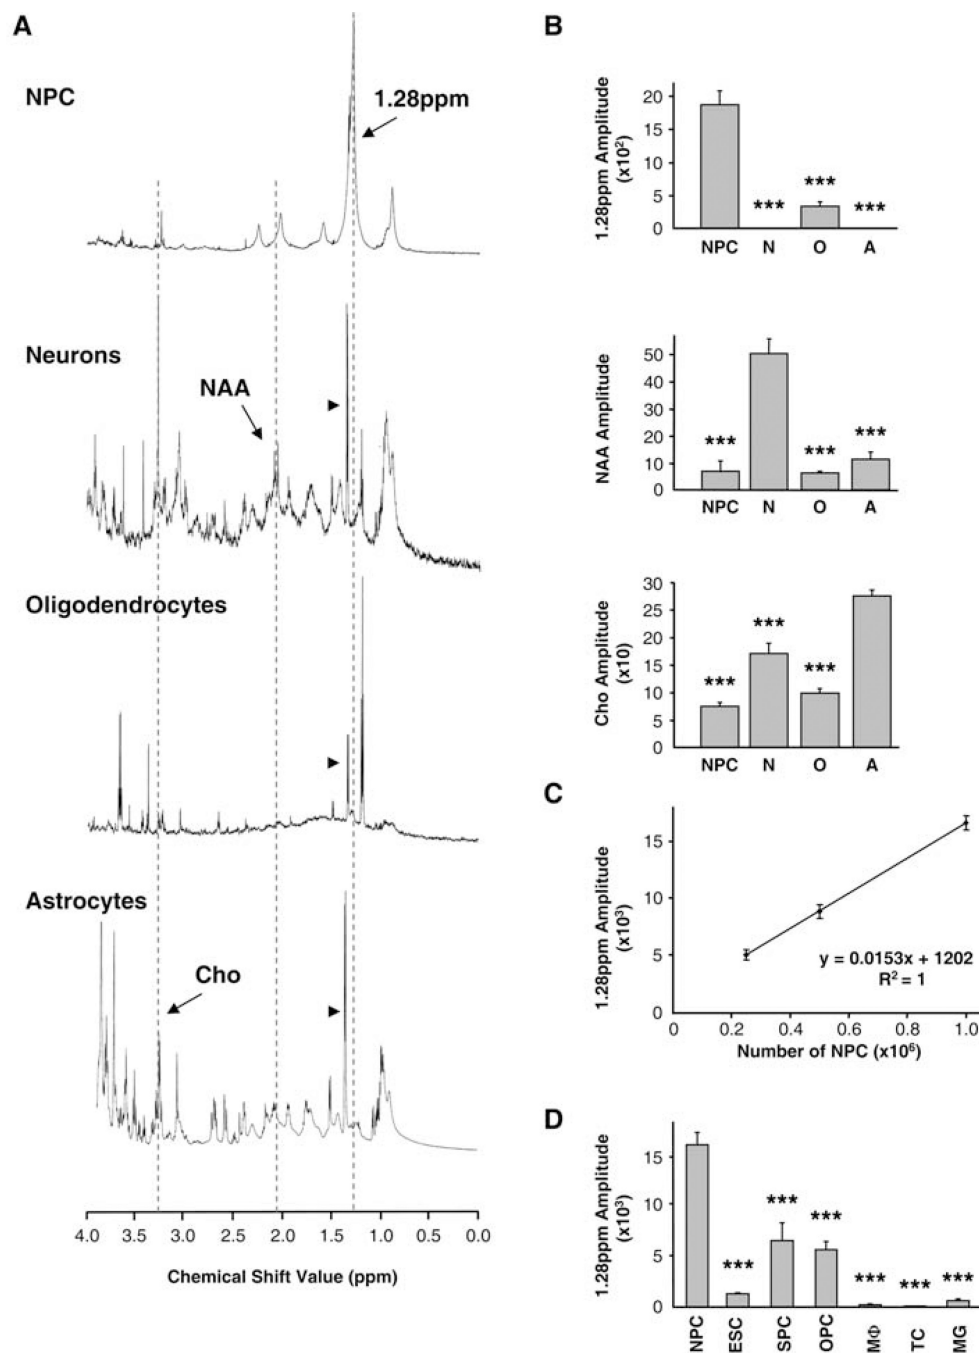 A
NPC
1.28ppm
Neurons
NAA
Oligodendrocytes
Astrocytes
Cho
4.0 3.0 2.5 2.0 1.5 1.0 0.0
Chemical Shift Value (ppm)
B
1.28ppm Amplitude
(x10²)
20
15
10
5
0
*** *** ***
NPC N O A
NAA Amplitude
50
40
30
20
10
0
*** *** ***
NPC N O A
Cho Amplitude
(x10)
30
25
20
15
10
5
0
*** *** ***
NPC N O A
C
1.28ppm Amplitude
(x10³)
15
10
5
0
y = 0.0153x + 1202
R² = 1
0 0.2 0.4 0.6 0.8 1.0
Number of NPC (x10⁶)
D
1.28ppm Amplitude
(x10³)
15
10
5
0
*** *** *** *** *** ***
NPC ESC SPC OPC MΦ TC MG